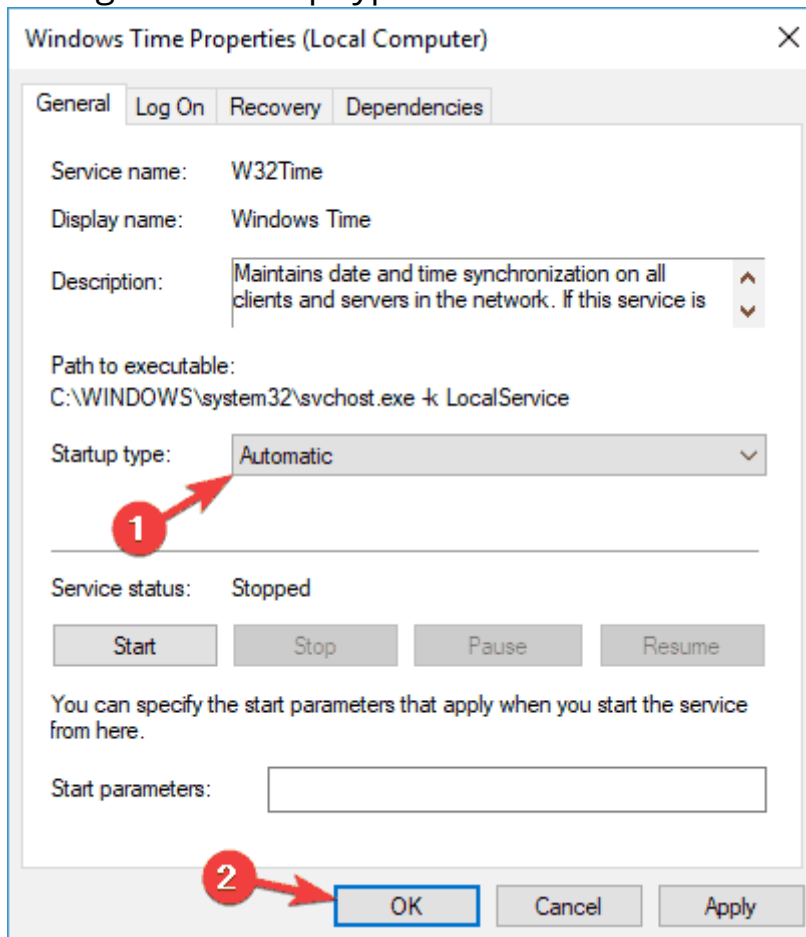 Windows Time Properties (Local Computer)
General Log On Recovery Dependencies
Service name: W32Time
Display name: Windows Time
Description: Maintains date and time synchronization on all
clients and servers in the network. If this service is
Path to executable:
C:\WINDOWS\system32\svchost.exe -k LocalService
Startup type: Automatic
1
Service status: Stopped
Start Stop Pause Resume
You can specify the start parameters that apply when you start the service
from here.
Start parameters:
2
OK Cancel Apply